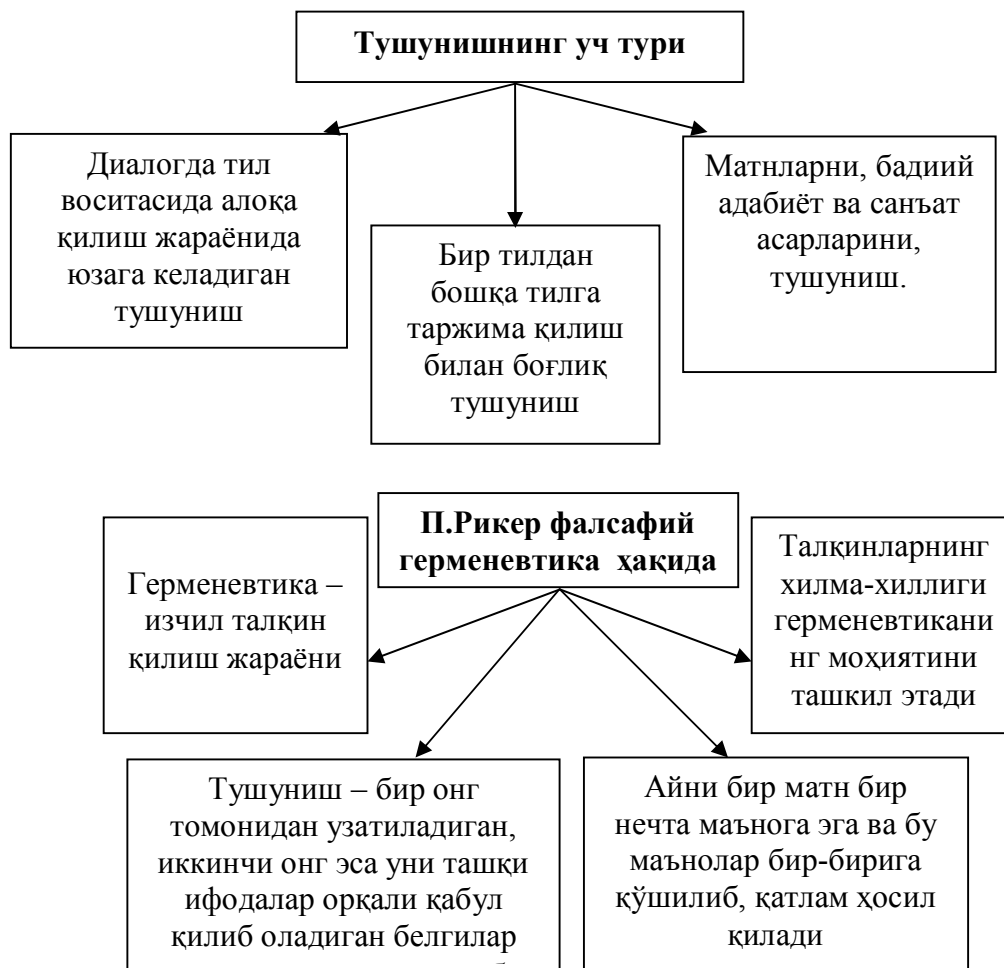 Тушунишнинг уч тури
Диалогда тил
воситасида алоқа
қилиш жараёнида
юзага келадиган
тушуниш
Бир тилдан
бошқа тилга
таржима қилиш
билан боғлиқ
тушуниш
Матнларни, бадиий
адабиёт ва санъат
асарларини,
тушуниш.
П.Рикер фалсафий
герменевтика ҳақида
Герменевтика –
изчил талқин
қилиш жараёни
Талқинларнинг
хилма-хиллиги
герменевтикани
нг моҳиятини
ташкил этади
Тушуниш – бир онг
томонидан узатиладиган,
иккинчи онг эса уни ташқи
ифодалар орқали қабул
қилиб оладиган белгилар
Айни бир матн бир
нечта маънога эга ва бу
маънолар бир-бирига
қўшилиб, қатлам ҳосил
қилади